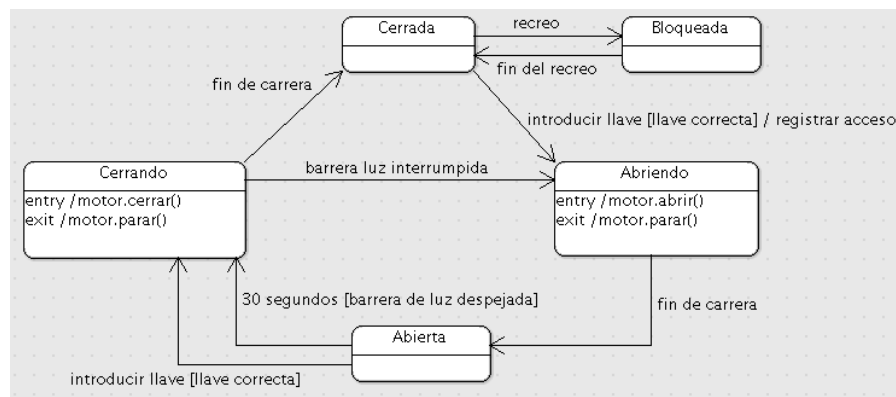 Cerrada
recreo
Bloqueada
fin del recreo
fin de carrera
introducir llave [llave correcta] / registrar acceso
Cerrando
entry /motor.cerrar()
exit /motor.parar()
barrera luz interrumpida
Abriendo
entry /motor.abrir()
exit /motor.parar()
30 segundos [barrera de luz despejada]
fin de carrera
Abierta
introducir llave [llave correcta]